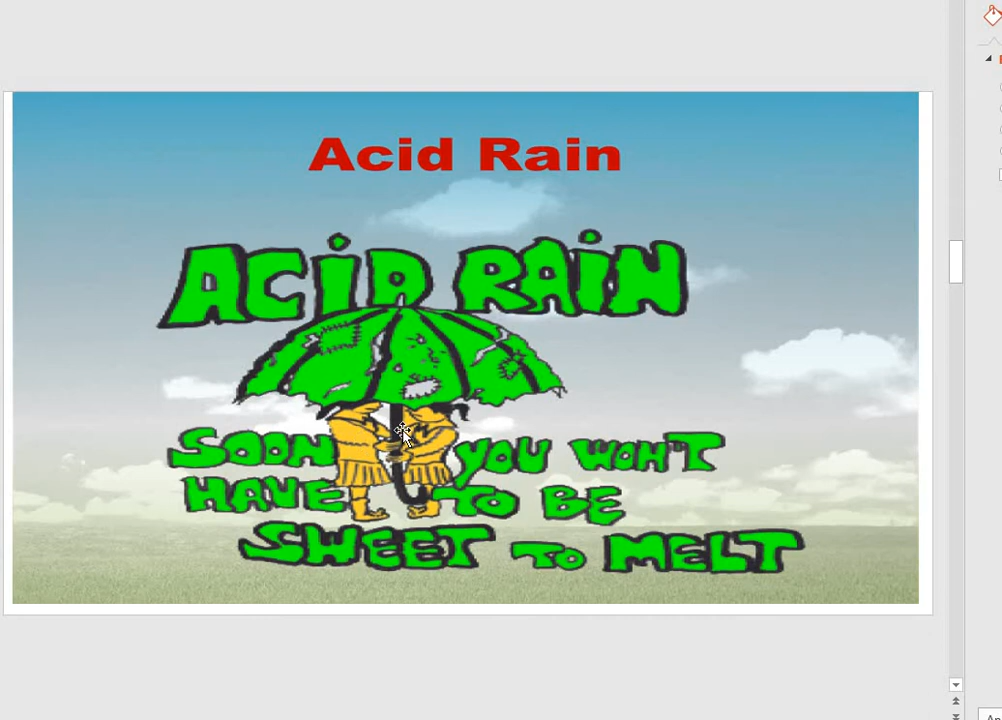 Acid Rain
ACiD RAiN
SOON YOU WON'T
HAVE TO BE
SWEET TO MELT